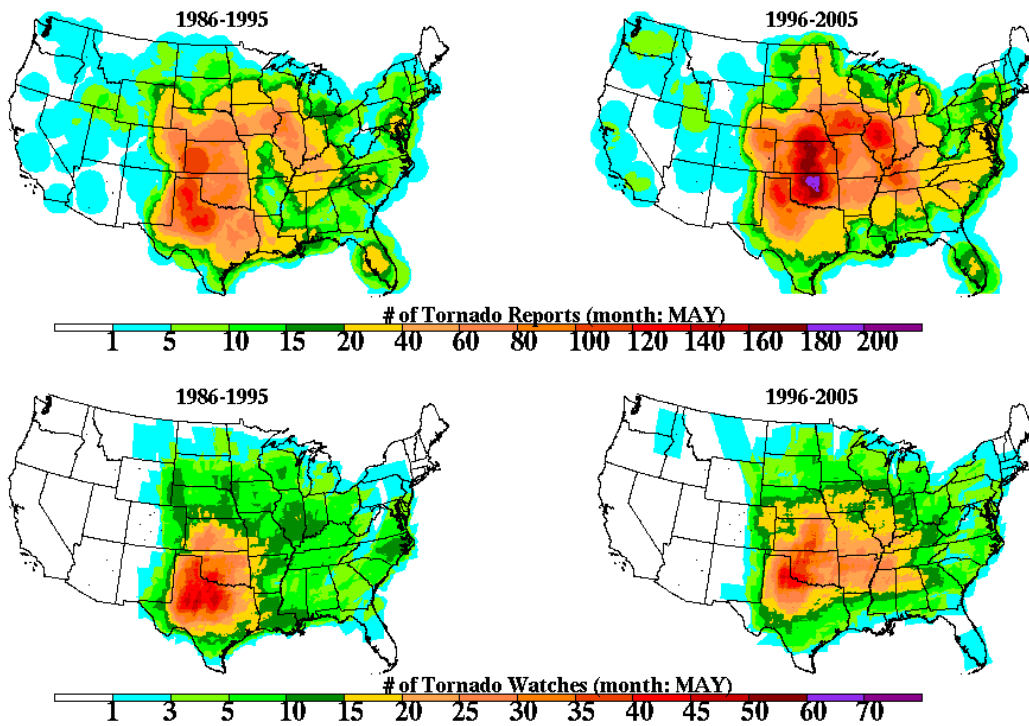 1986-1995 1996-2005
# of Tornado Reports (month: MAY)
1 5 10 15 20 40 60 80 100 120 140 160 180 200
1986-1995 1996-2005
# of Tornado Watches (month: MAY)
1 3 5 10 15 20 25 30 35 40 45 50 60 70